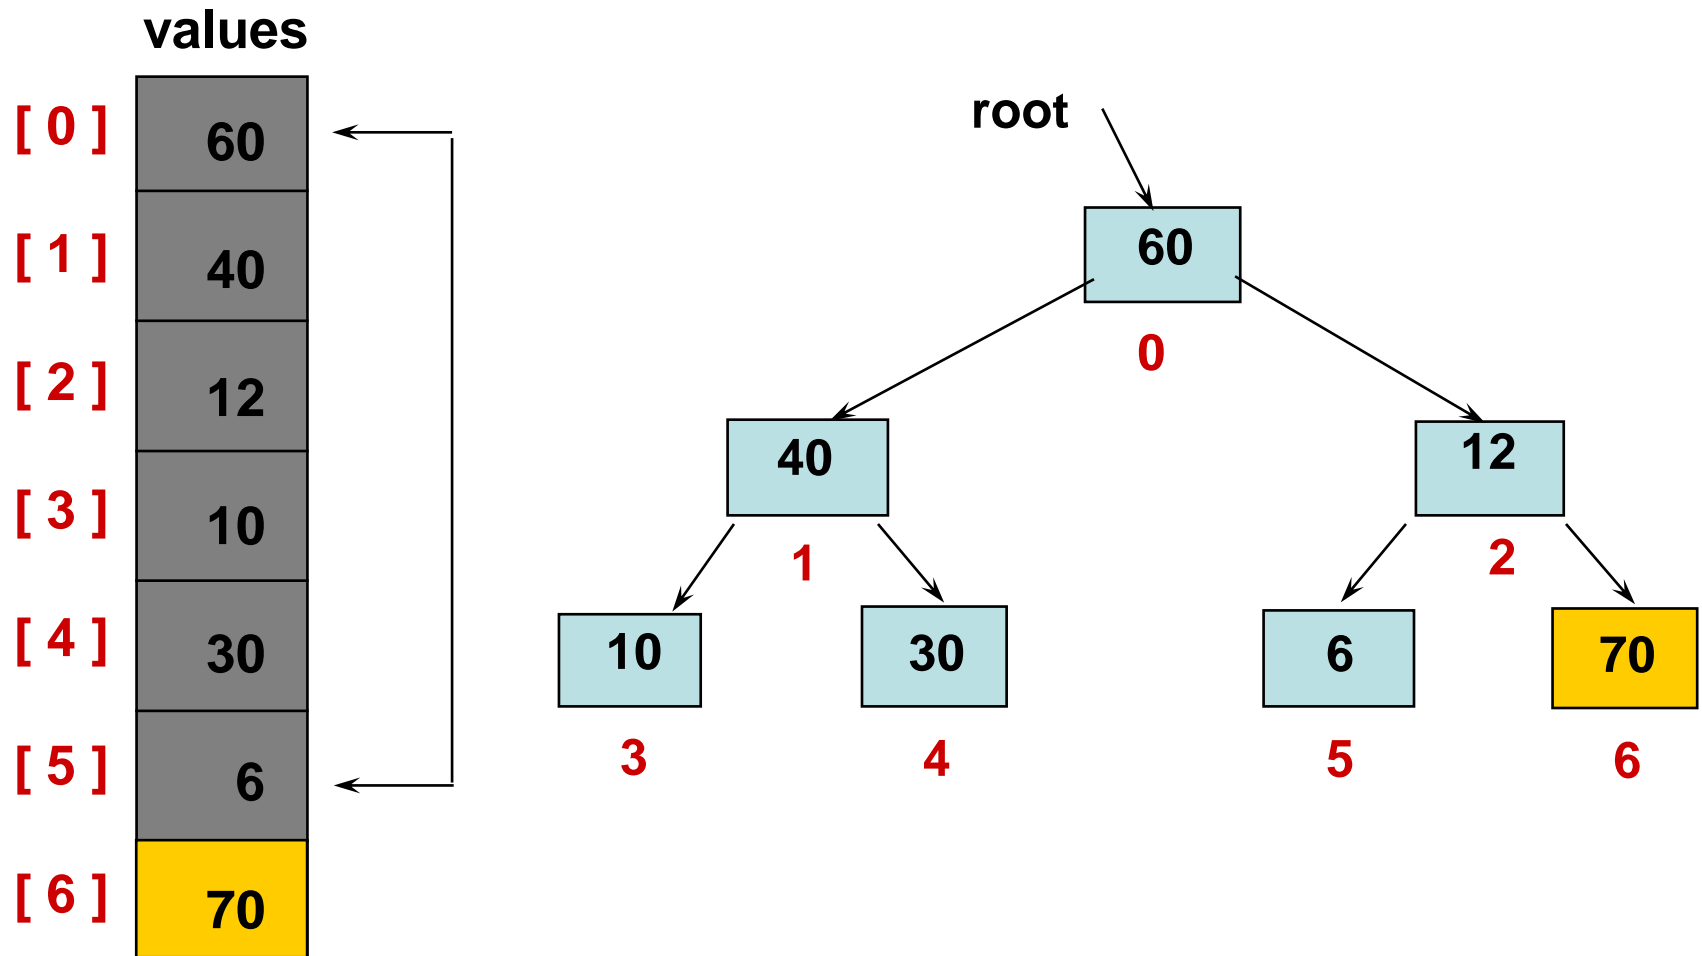 values
[ 0 ] 60
[ 1 ] 40
[ 2 ] 12
[ 3 ] 10
[ 4 ] 30
[ 5 ] 6
[ 6 ] 70
root
60
0
40 12
1 2
10 30 6 70
3 4 5 6